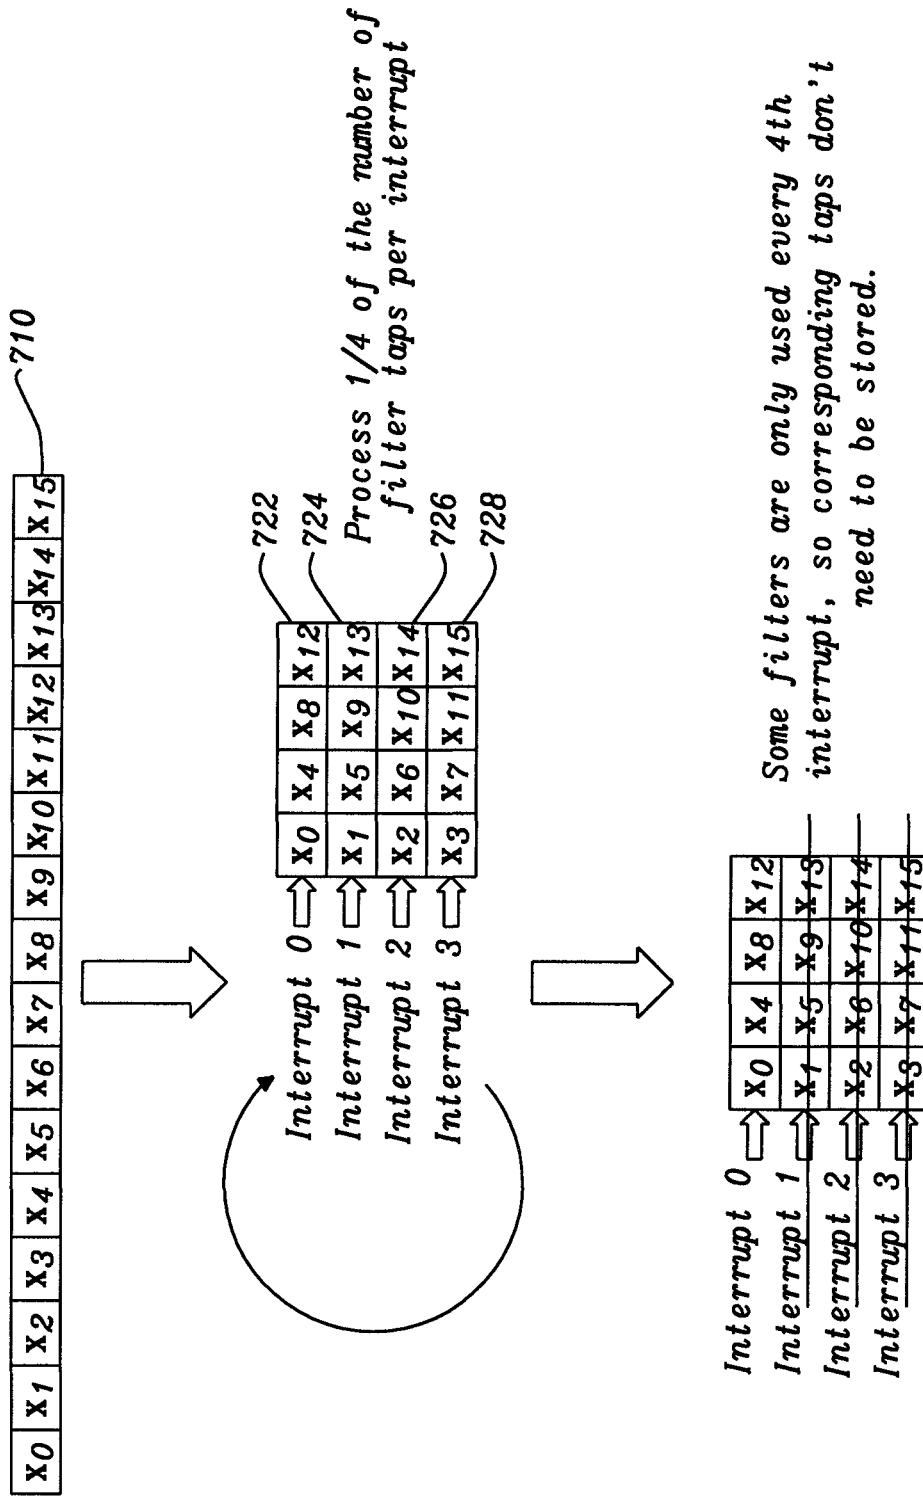 X0 X1 X2 X3 X4 X5 X6 X7 X8 X9 X10 X11 X12 X13 X14 X15
710
Interrupt 0 X0 X4 X8 X12 722
Interrupt 1 X1 X5 X9 X13 724
Interrupt 2 X2 X6 X10 X14 726
Interrupt 3 X3 X7 X11 X15 728
Process 1/4 of the number of
filter taps per interrupt
Interrupt 0 X0 X4 X8 X12
Interrupt 1 X1 X5 X9 X13
Interrupt 2 X2 X6 X10 X14
Interrupt 3 X3 X7 X11 X15
Some filters are only used every 4th
interrupt, so corresponding taps don't
need to be stored.